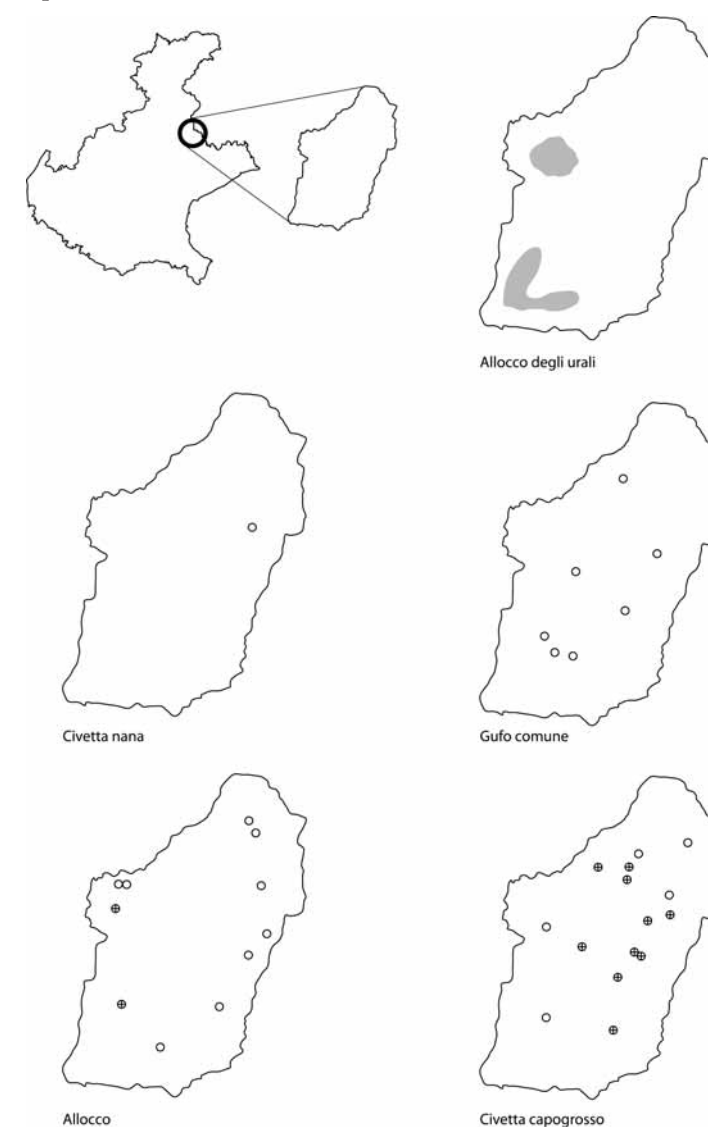 Allocco degli urali
Civetta nana
Gufo comune
Allocco
Civetta capogrosso